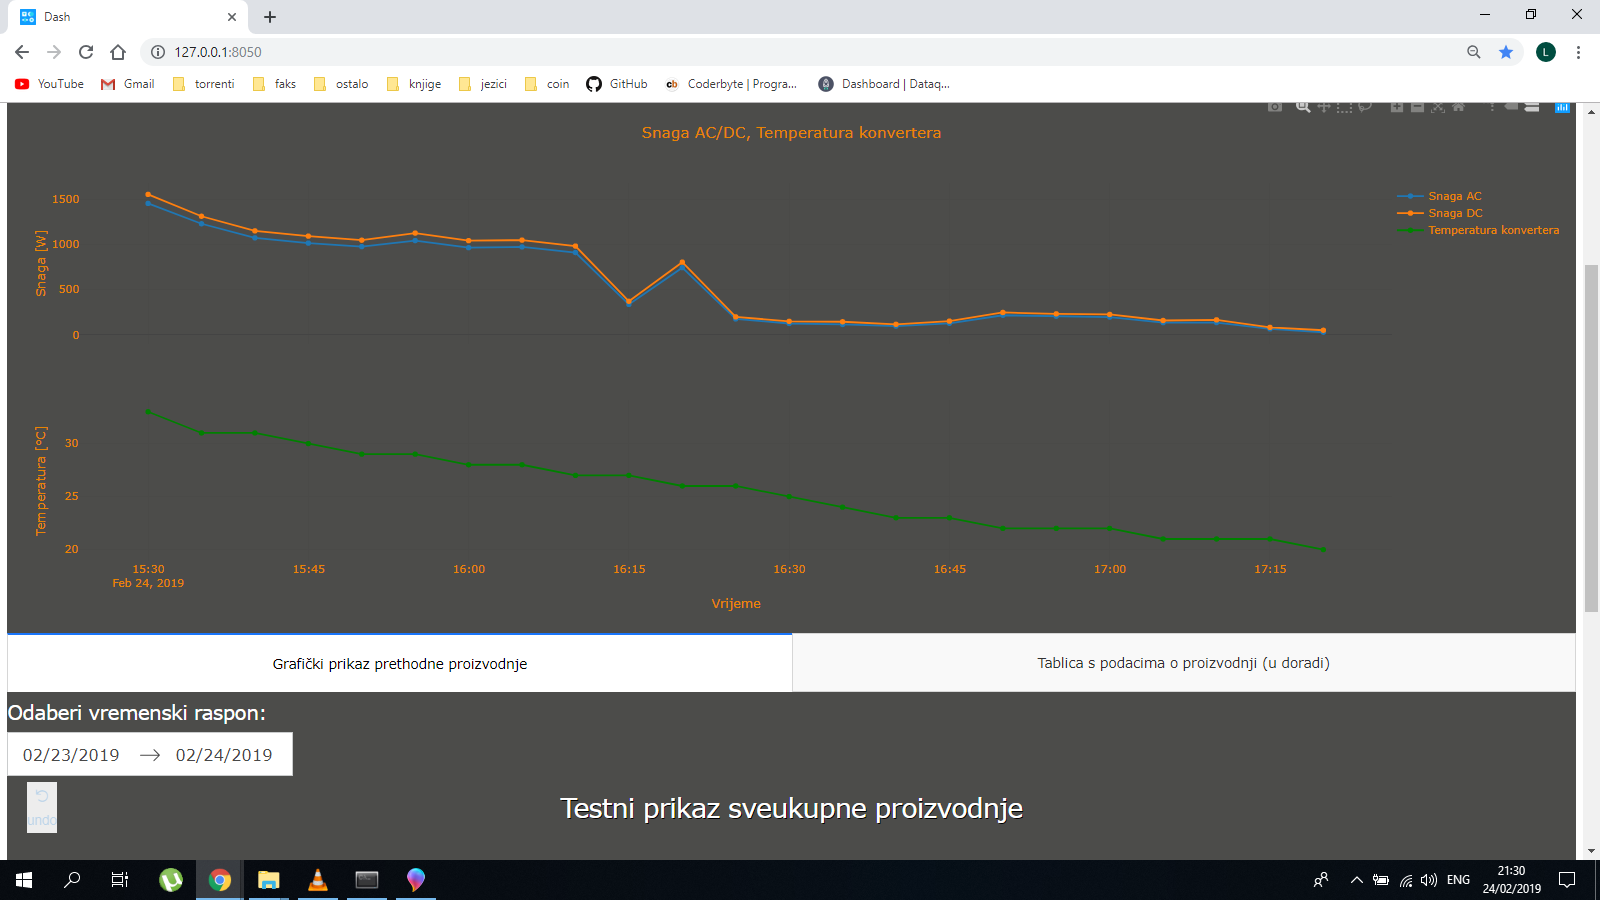 Dash
127.0.0.1:8050
L
YouTube Gmail torrenti faks ostalo knjige jezici coin GitHub cb Coderbyte | Progra... Dashboard | Dataq...
Snaga AC/DC, Temperatura konvertera
Snaga [W]
1500
1000
500
0
Snaga AC
Snaga DC
Temperatura konvertera
Temperatura [°C]
30
25
20
15:30 15:45 16:00 16:15 16:30 16:45 17:00 17:15
Feb 24, 2019
Vrijeme
Grafički prikaz prethodne proizvodnje
Tablica s podacima o proizvodnji (u doradi)
Odaberi vremenski raspon:
02/23/2019 → 02/24/2019
undo
Testni prikaz sveukupne proizvodnje
ENG
21:30
24/02/2019